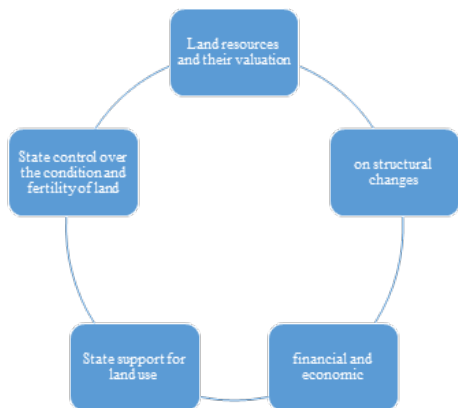 Land resources
and their valuation
on structural
changes
financial and
economic
State support for
land use
State control over
the condition and
fertility of land